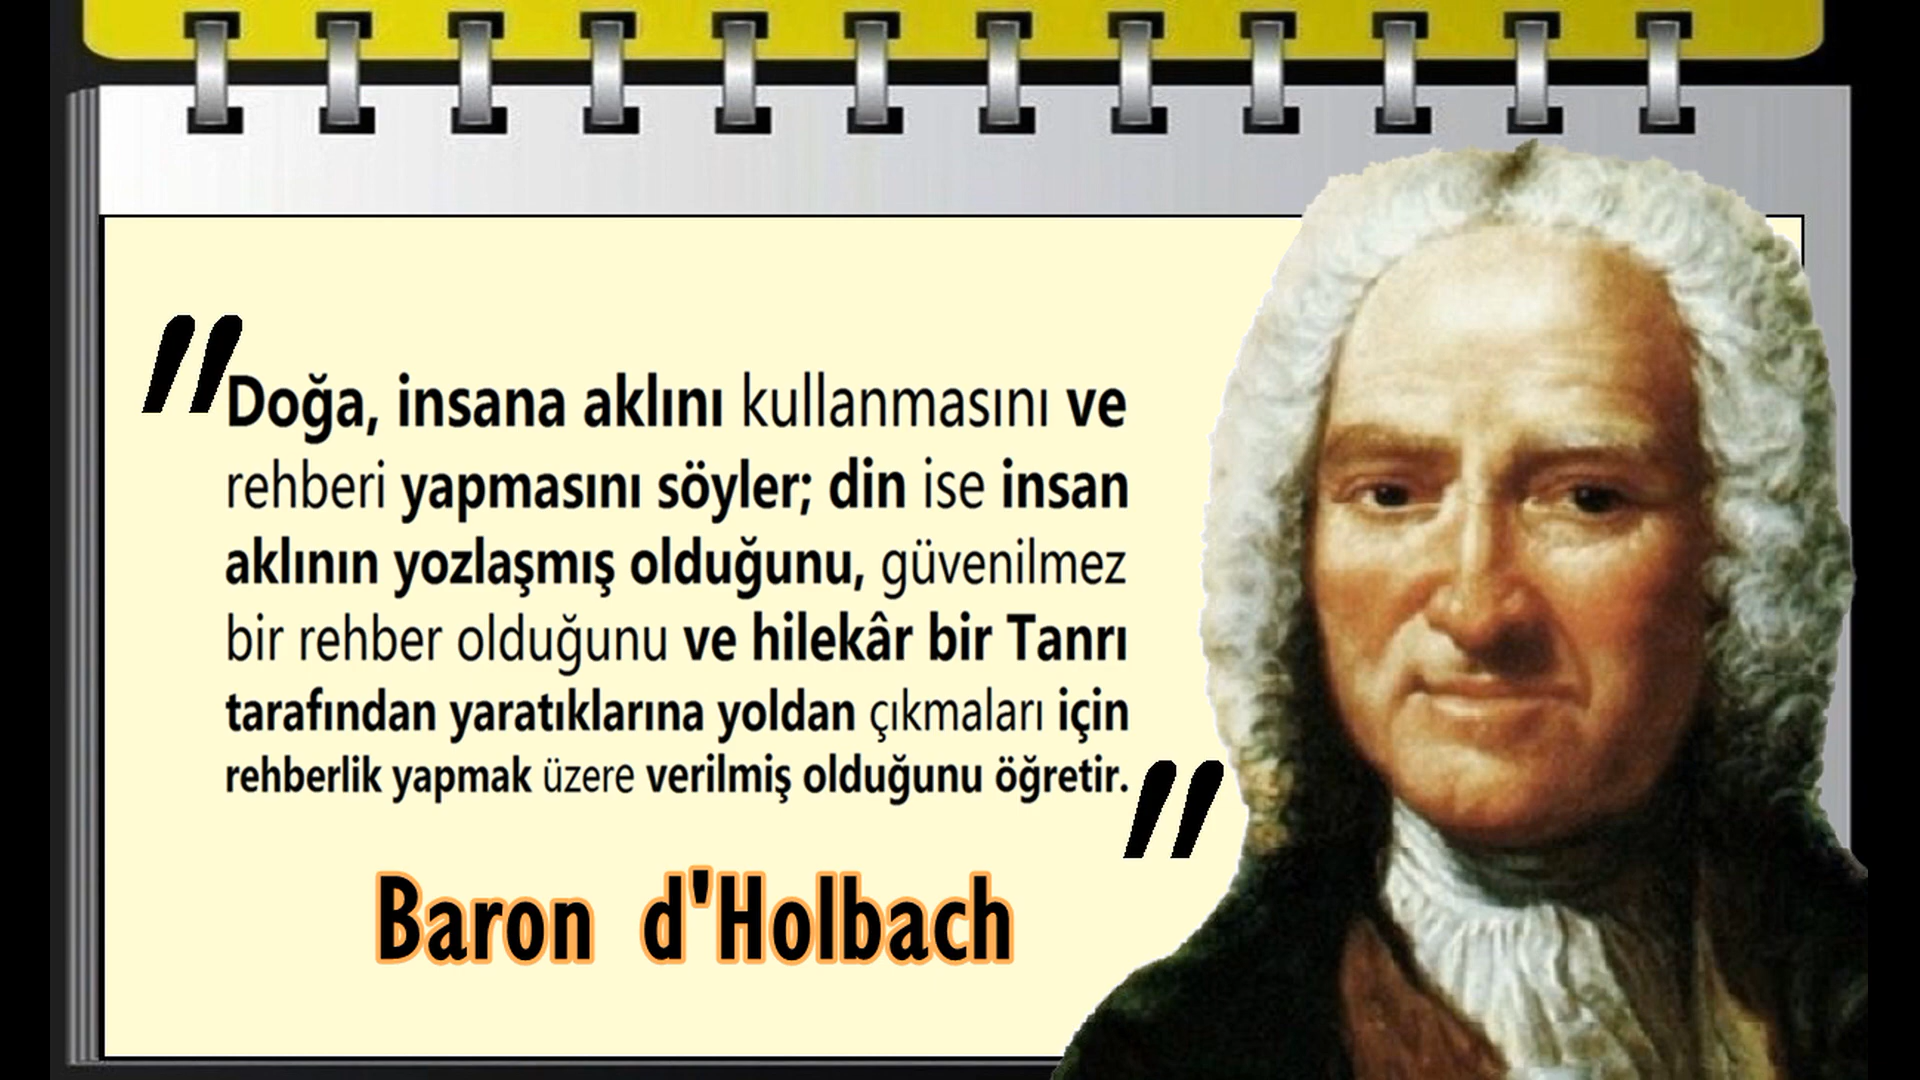 "Doğa, insana aklını kullanmasını ve
rehberi yapmasını söyler; din ise insan
aklının yozlaşmış olduğunu, güvenilmez
bir rehber olduğunu ve hilekâr bir Tanrı
tarafından yaratıklarına yoldan çıkmaları için
rehberlik yapmak üzere verilmiş olduğunu öğretir."
Baron d'Holbach